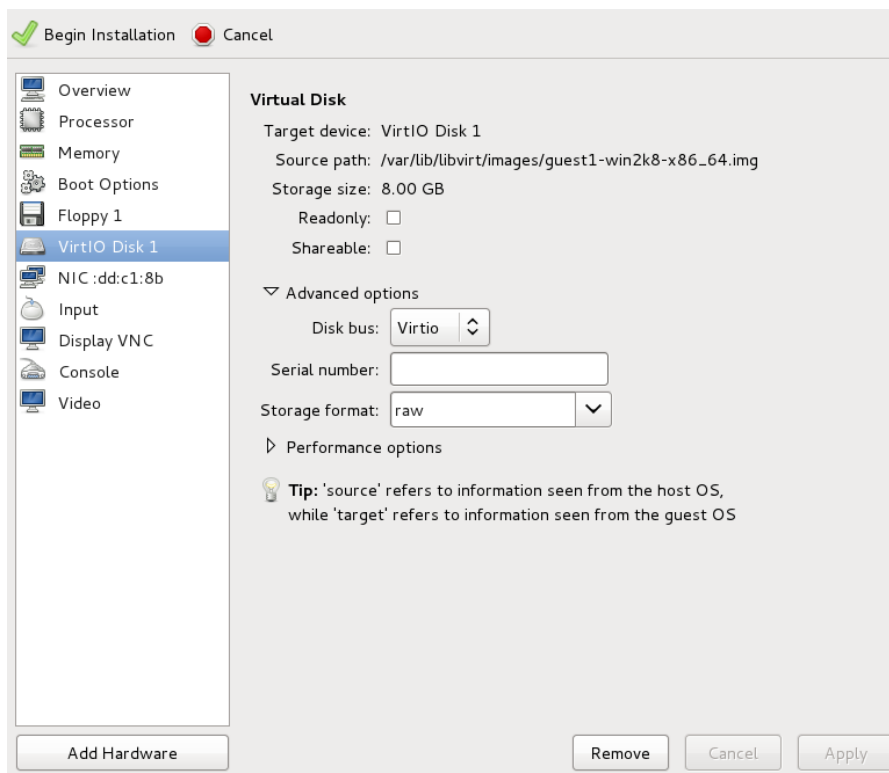 Begin Installation
Cancel
Overview
Processor
Memory
Boot Options
Floppy 1
VirtIO Disk 1
NIC :dd:c1:8b
Input
Display VNC
Console
Video
Add Hardware
Virtual Disk
Target device: VirtIO Disk 1
Source path: /var/lib/libvirt/images/guest1-win2k8-x86_64.img
Storage size: 8.00 GB
Readonly:
Shareable:
Advanced options
Disk bus: Virtio
Serial number:
Storage format: raw
Performance options
Tip: 'source' refers to information seen from the host OS,
while 'target' refers to information seen from the guest OS
Remove
Cancel
Apply